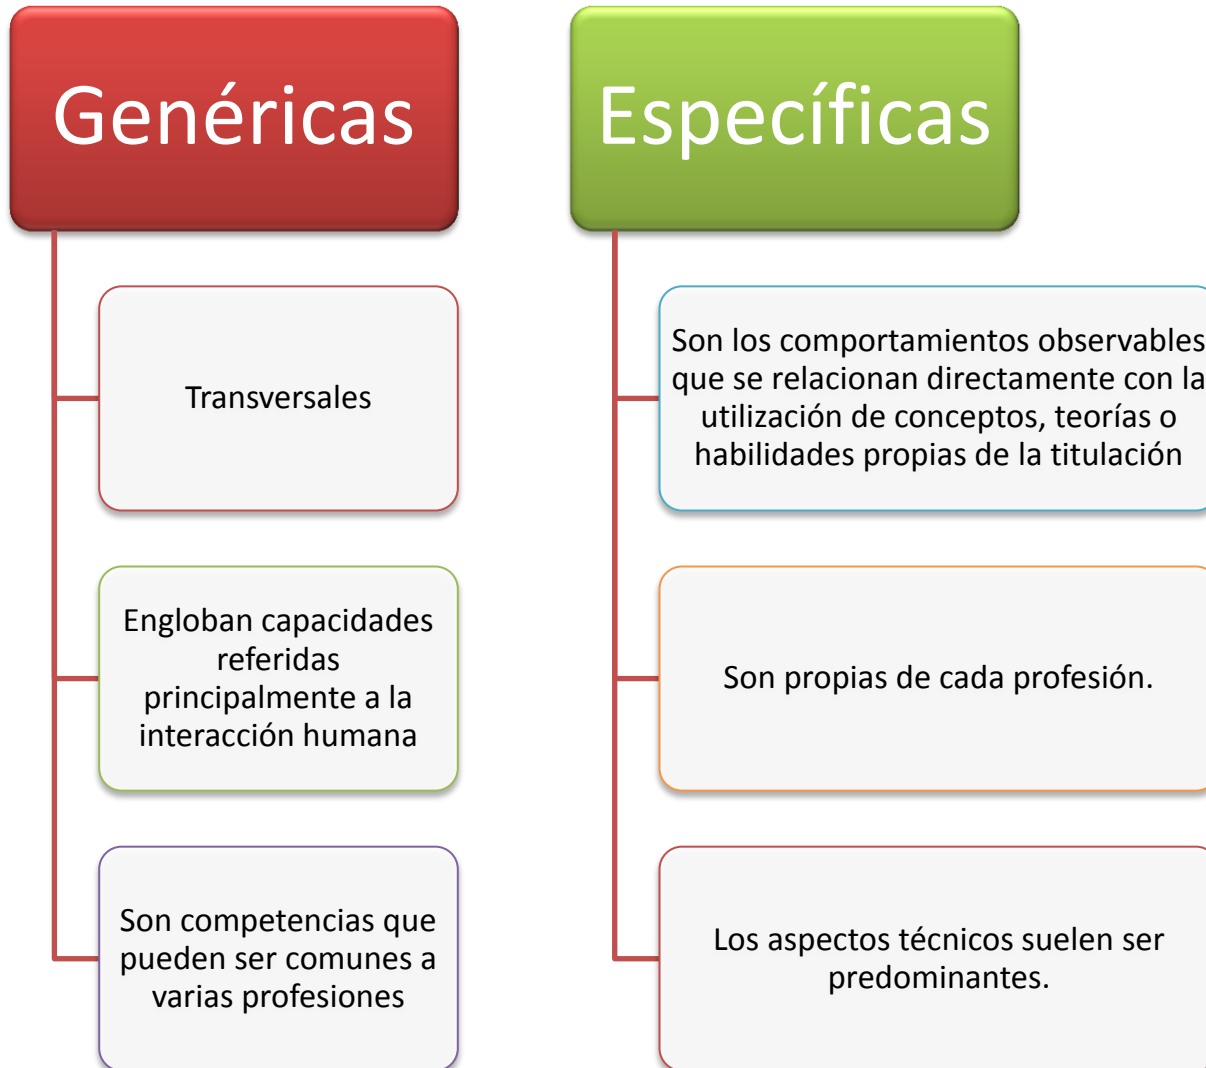 Genéricas
Transversales
Engloban capacidades
referidas
principalmente a la
interacción humana
Son competencias que
pueden ser comunes a
varias profesiones
Específicas
Son los comportamientos observables
que se relacionan directamente con la
utilización de conceptos, teorías o
habilidades propias de la titulación
Son propias de cada profesión.
Los aspectos técnicos suelen ser
predominantes.